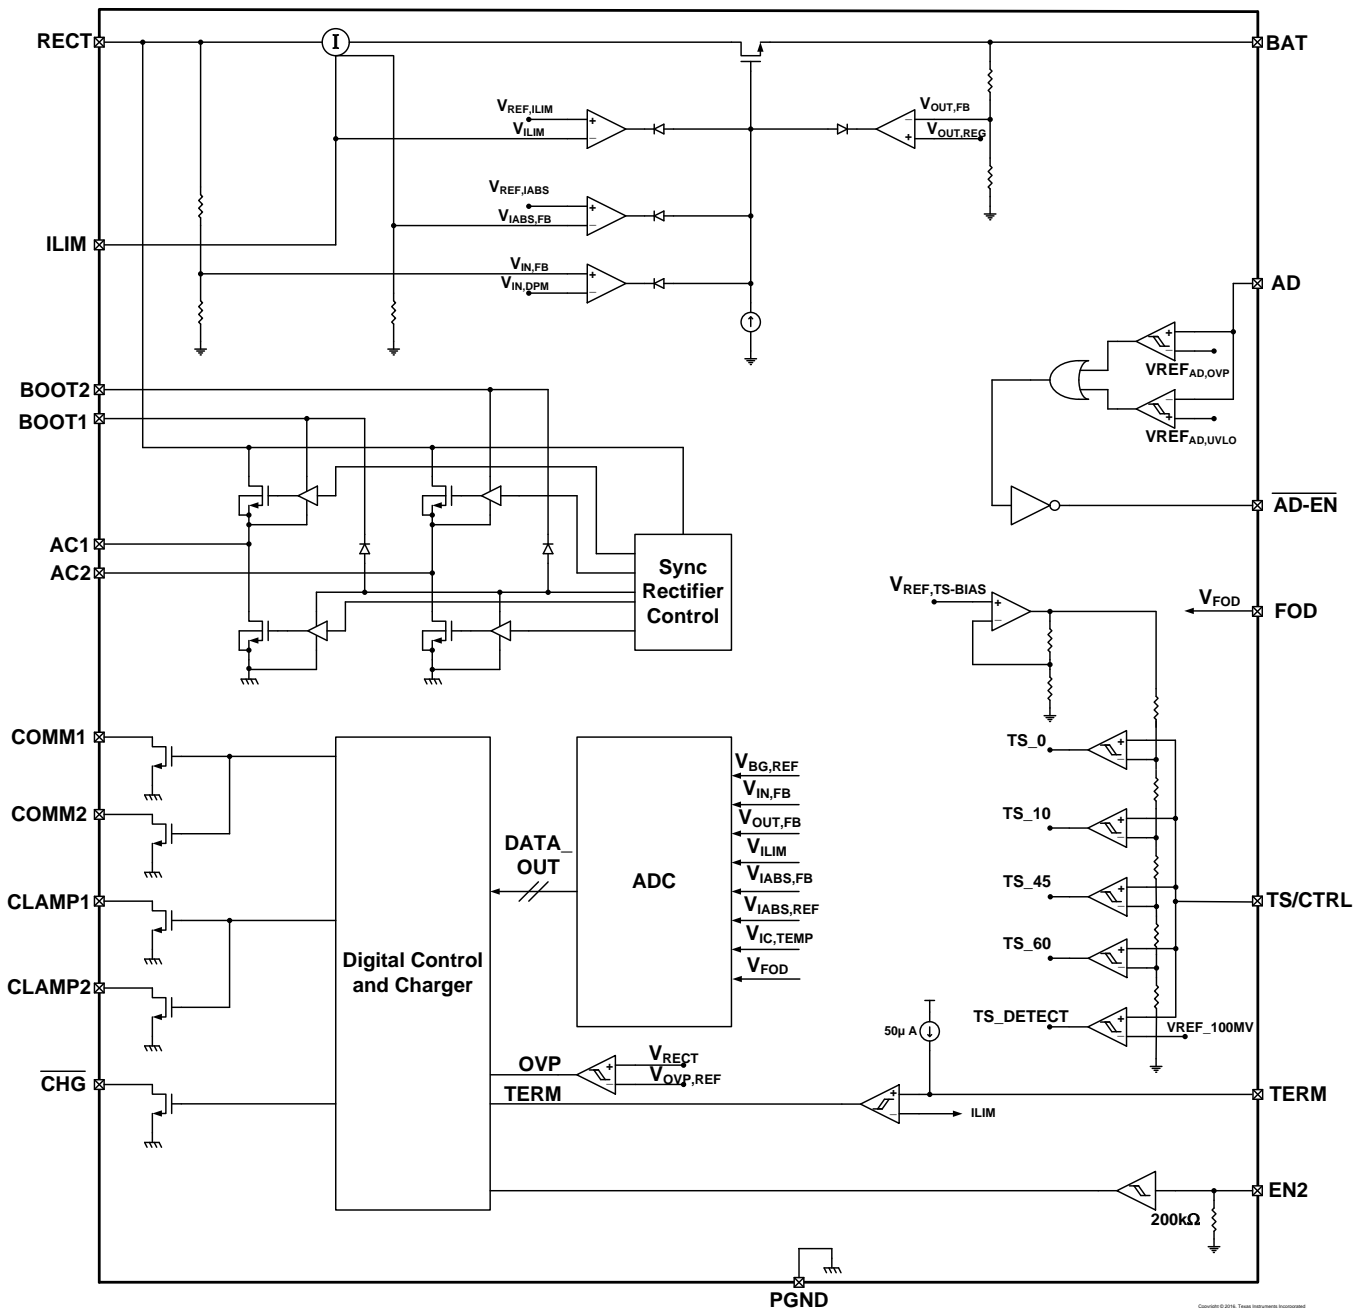 RECT
I
BAT
VREF,ILIM
+
VILIM
−
VOUT,FB
−
VOUT,REG
+
VREF,IABS
+
VIABS,FB
−
ILIM
VIN,FB
+
VIN,DPM
−
AD
+
−
VREFAD,OVP
−
+
VREFAD,UVLO
BOOT2
BOOT1
AD-EN
AC1
AC2
Sync
Rectifier
Control
VREF,TS-BIAS
+
−
VFOD
FOD
COMM1
COMM2
CLAMP1
CLAMP2
CHG
Digital Control
and Charger
DATA_
OUT
ADC
VBG,REF
VIN,FB
VOUT,FB
VILIM
VIABS,FB
VIABS,REF
VIC,TEMP
VFOD
TS_0
+
−
TS_10
+
−
TS_45
+
−
TS_60
+
−
TS_DETECT
+
−
VREF_100MV
TS/CTRL
50µ A
OVP
+
−
VRECT
VOVP,REF
TERM
+
−
ILIM
TERM
EN2
200kΩ
PGND
Copyright © 2016, Texas Instruments Incorporated